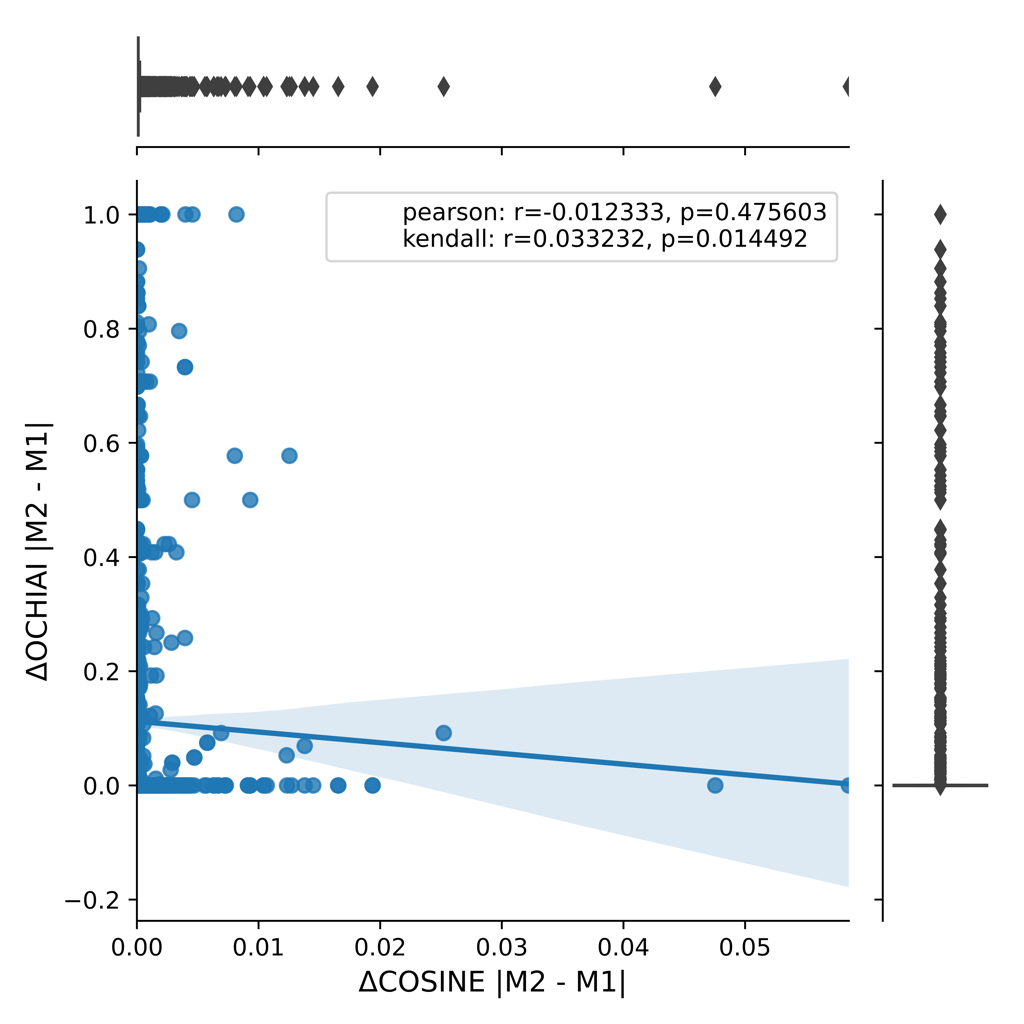 pearson: r=-0.012333, p=0.475603
kendall: r=0.033232, p=0.014492
1.0
0.8
0.6
0.4
0.2
0.0
−0.2
ΔOCHIAI |M2 - M1|
0.00 0.01 0.02 0.03 0.04 0.05
ΔCOSINE |M2 - M1|